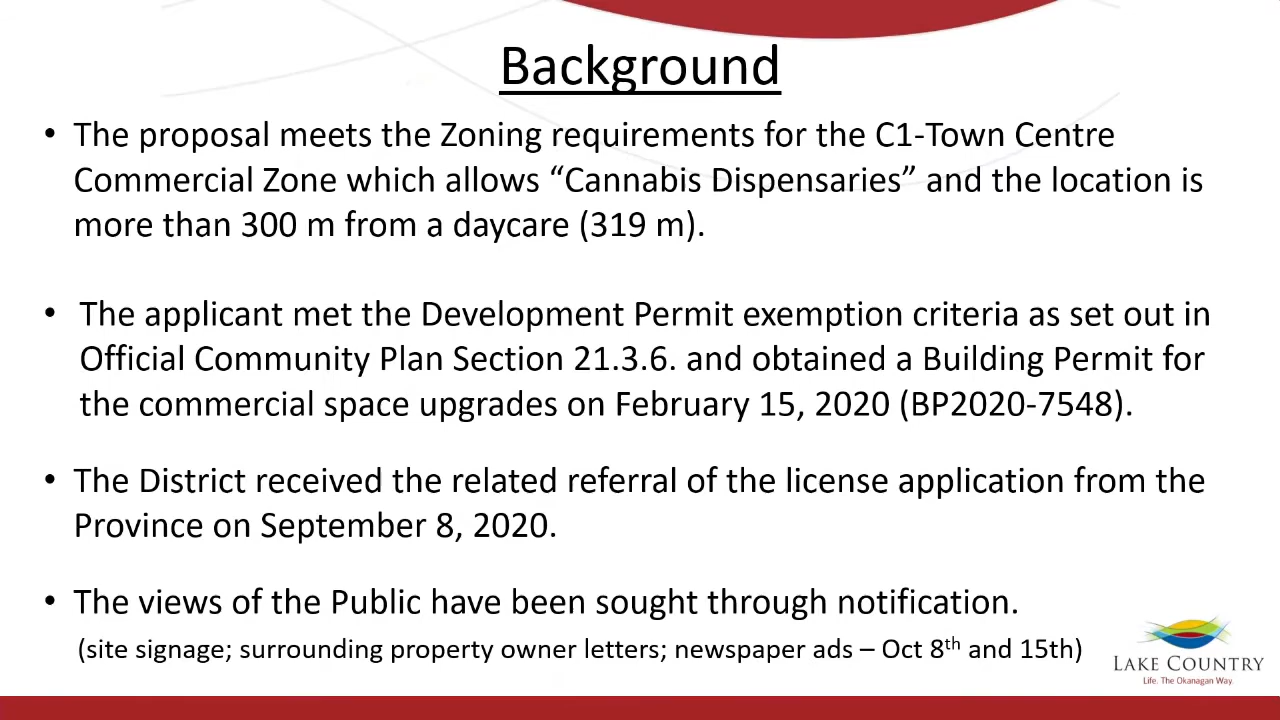 Background
• The proposal meets the Zoning requirements for the C1-Town Centre
Commercial Zone which allows “Cannabis Dispensaries” and the location is
more than 300 m from a daycare (319 m).
• The applicant met the Development Permit exemption criteria as set out in
Official Community Plan Section 21.3.6. and obtained a Building Permit for
the commercial space upgrades on February 15, 2020 (BP2020-7548).
• The District received the related referral of the license application from the
Province on September 8, 2020.
• The views of the Public have been sought through notification.
(site signage; surrounding property owner letters; newspaper ads – Oct 8th and 15th)
LAKE COUNTRY
Life. The Okanagan Way.